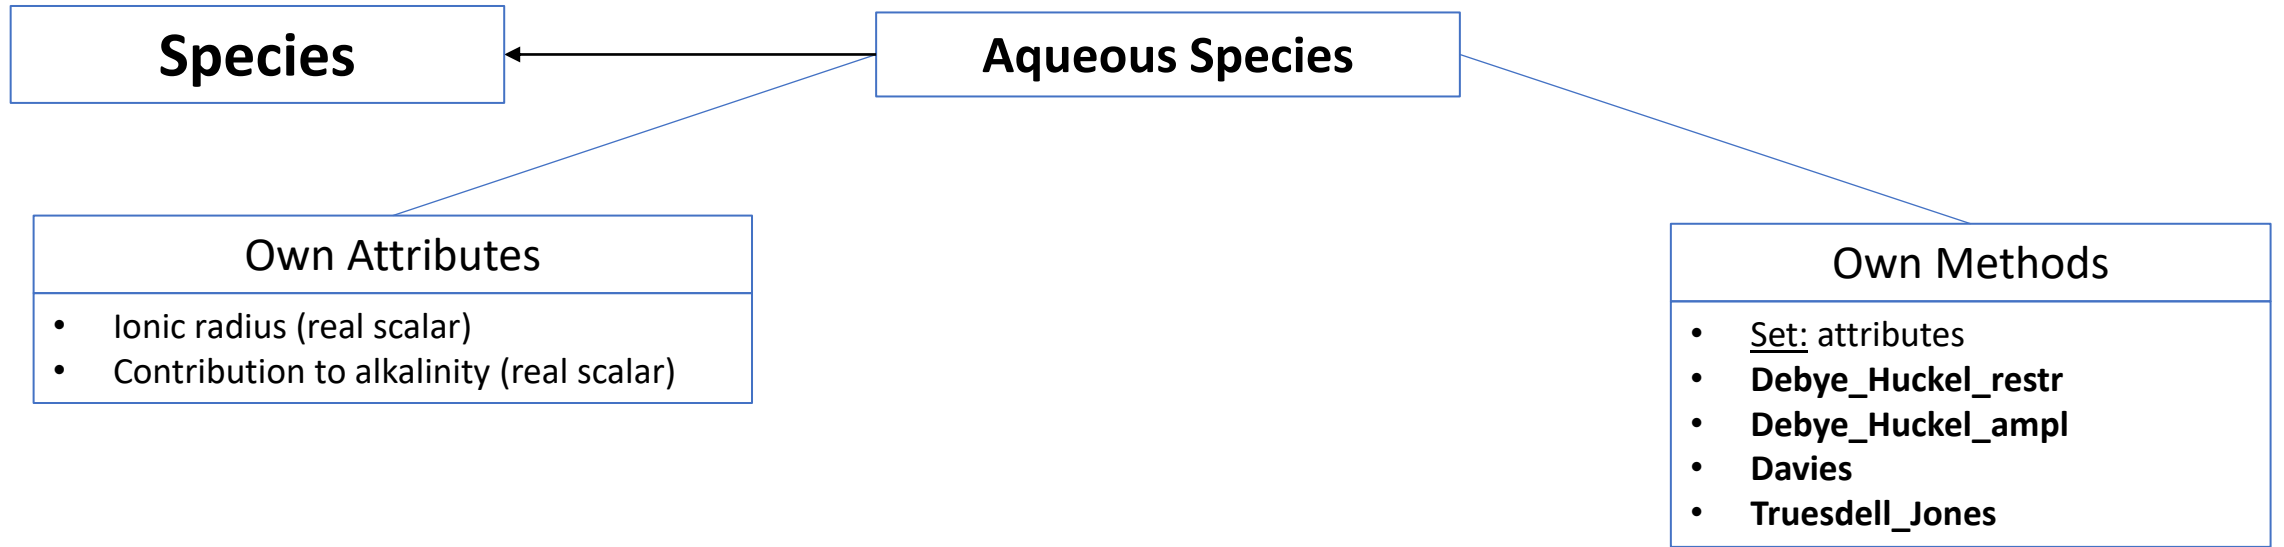 Species
Aqueous Species
Own Attributes
• Ionic radius (real scalar)
• Contribution to alkalinity (real scalar)
Own Methods
• Set: attributes
• Debye_Huckel_restr
• Debye_Huckel_ampl
• Davies
• Truesdell_Jones